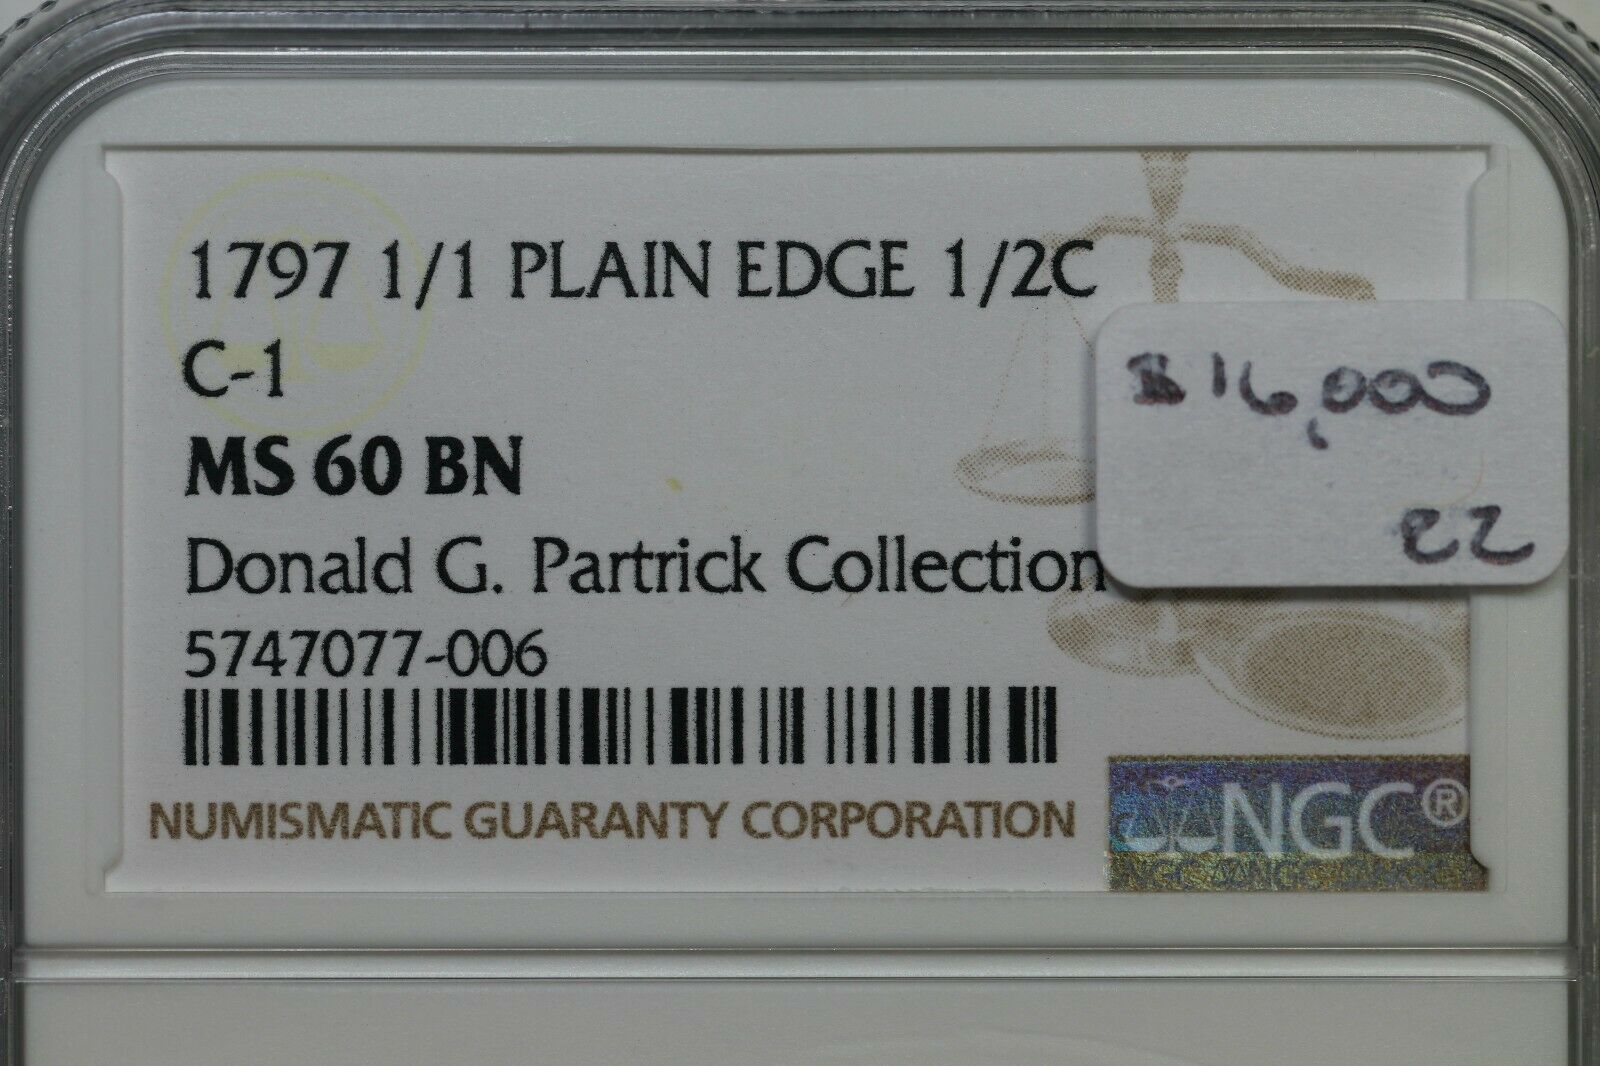 1797 1/1 PLAIN EDGE 1/2C
C-1
$16,000
MS 60 BN
22
Donald G. Partrick Collection
5747077-006
NUMISMATIC GUARANTY CORPORATION
NGC®